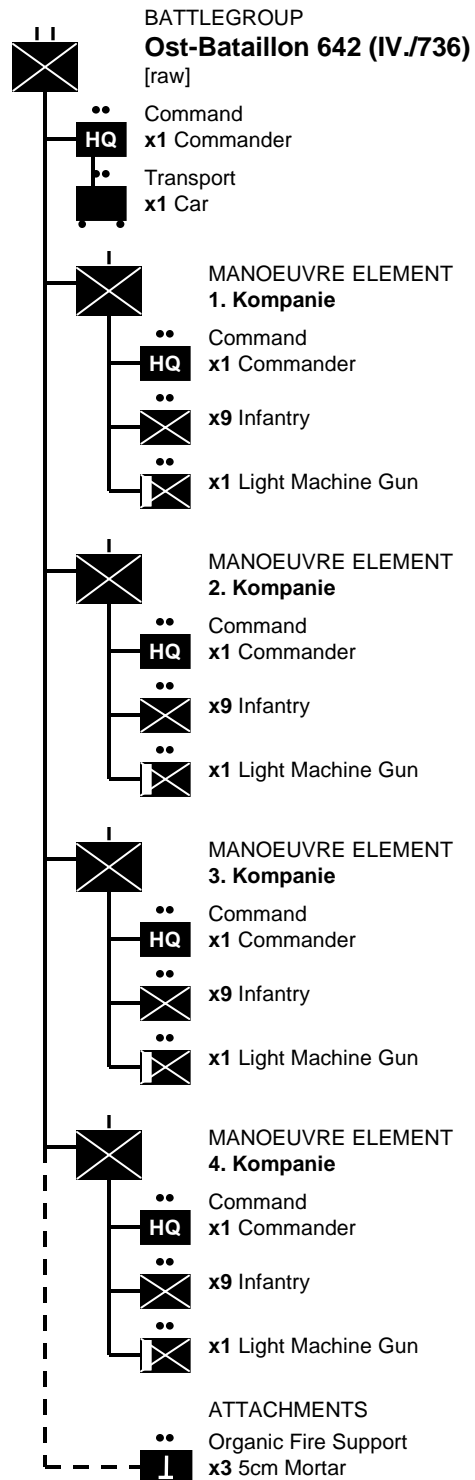 BATTLEGROUP
Ost-Bataillon 642 (IV./736)
[raw]
Command
HQ x1 Commander
Transport
x1 Car
MANOEUVRE ELEMENT
1. Kompanie
Command
HQ x1 Commander
x9 Infantry
x1 Light Machine Gun
MANOEUVRE ELEMENT
2. Kompanie
Command
HQ x1 Commander
x9 Infantry
x1 Light Machine Gun
MANOEUVRE ELEMENT
3. Kompanie
Command
HQ x1 Commander
x9 Infantry
x1 Light Machine Gun
MANOEUVRE ELEMENT
4. Kompanie
Command
HQ x1 Commander
x9 Infantry
x1 Light Machine Gun
ATTACHMENTS
Organic Fire Support
x3 5cm Mortar